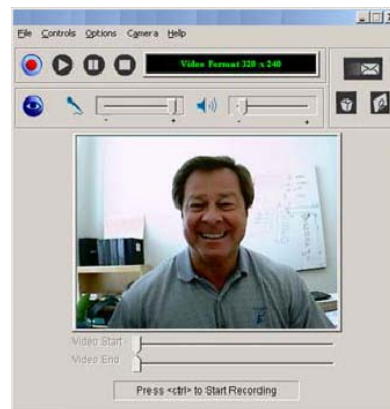 File Controls Options Camera Help
Video Format 320 x 240
- +
- +
Video Start
Video End
Press <ctrl> to Start Recording